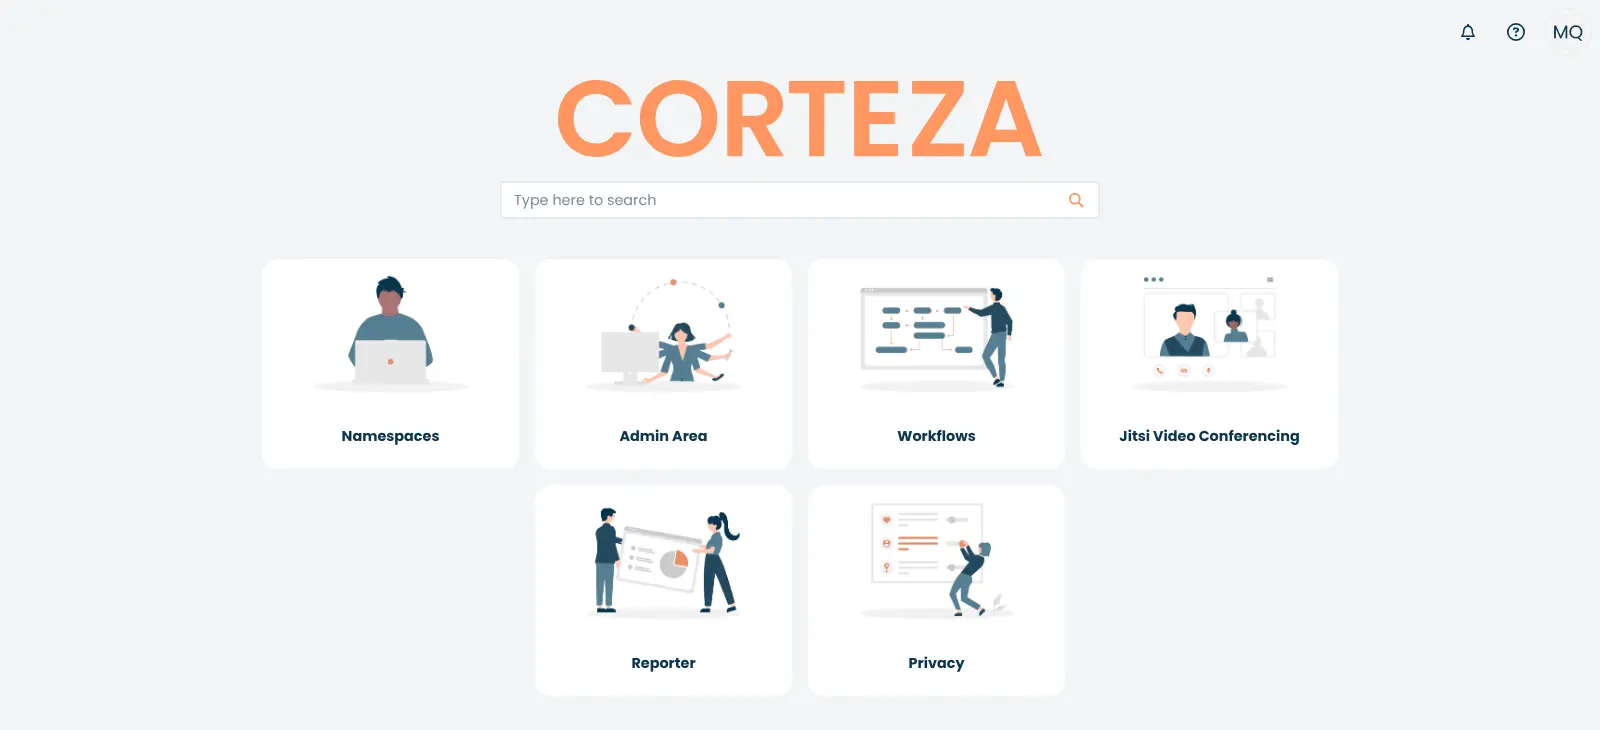 MQ
CORTEZA
Type here to search
Namespaces
Admin Area
Workflows
Jitsi Video Conferencing
Reporter
Privacy